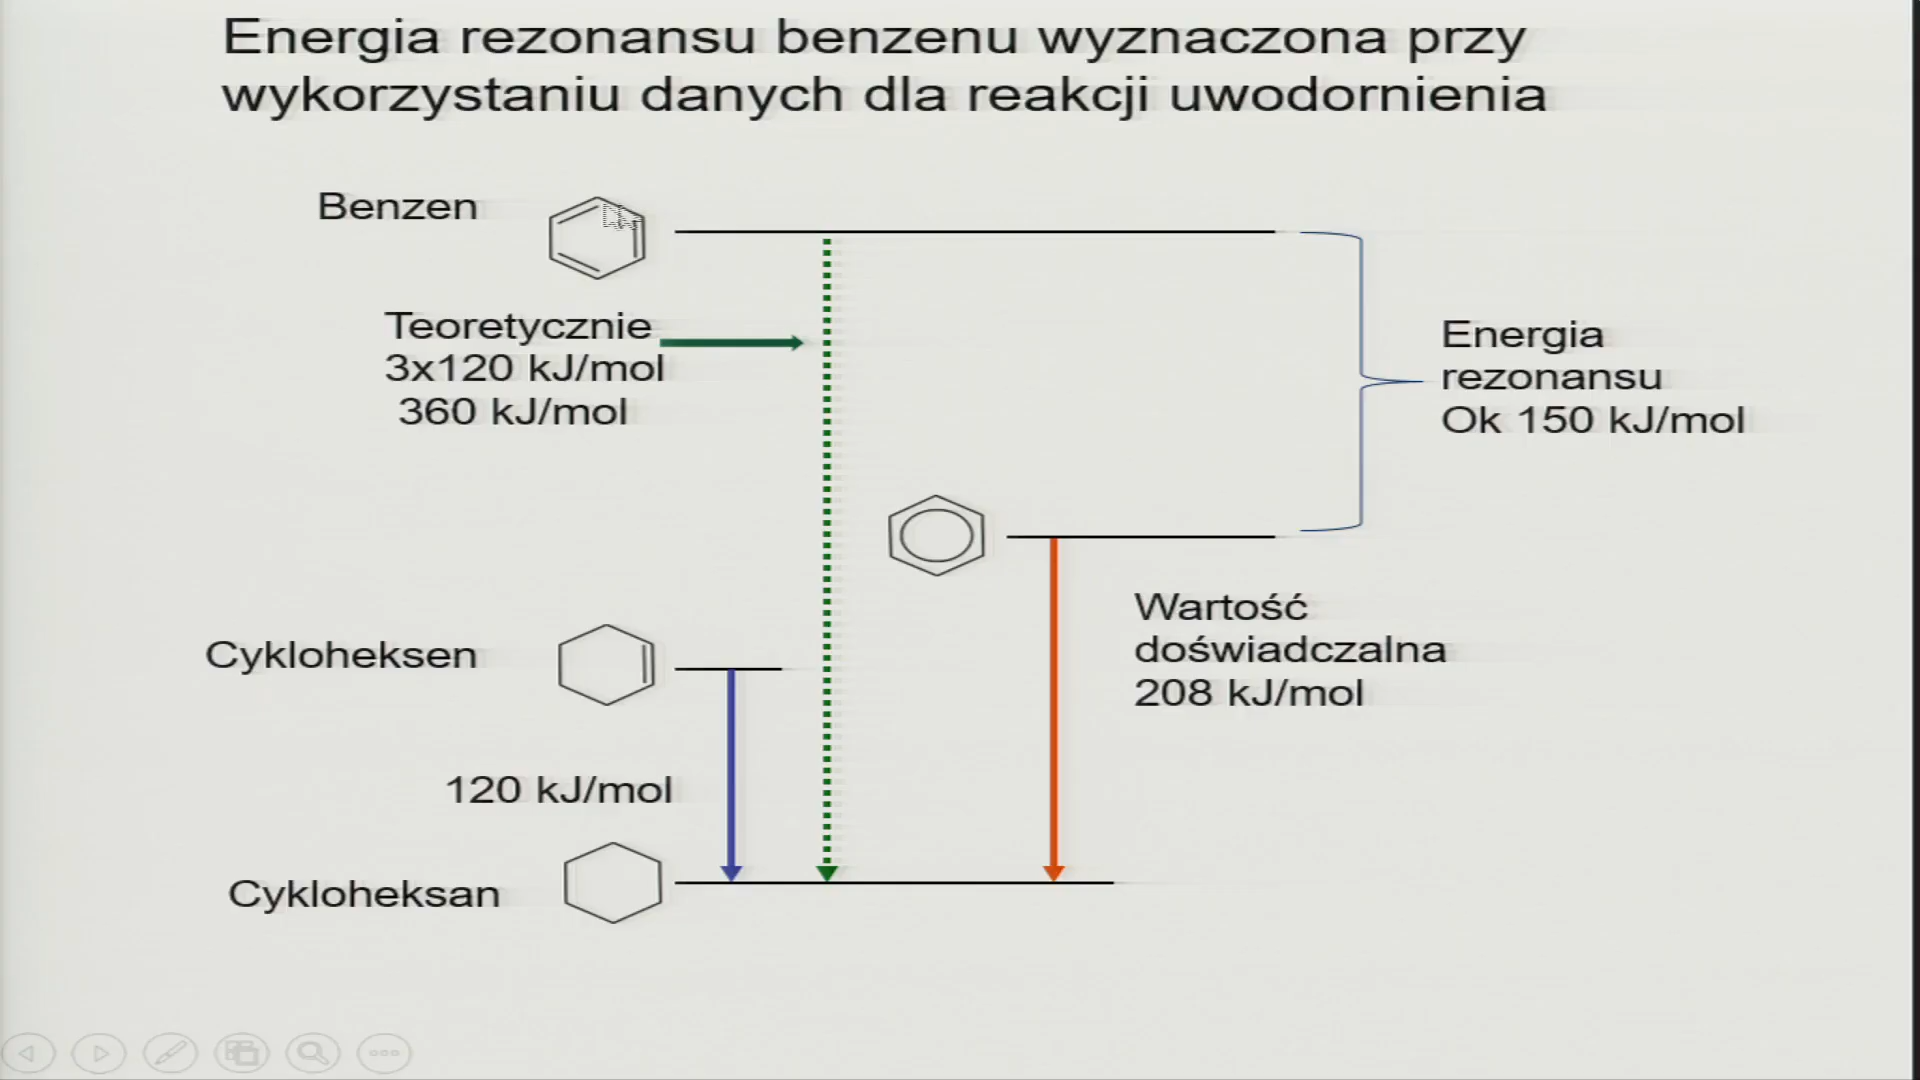 Energia rezonansu benzenu wyznaczona przy
wykorzystaniu danych dla reakcji uwodornienia
Benzen
Teoretycznie
3x120 kJ/mol
360 kJ/mol
Energia
rezonansu
Ok 150 kJ/mol
Wartość
doświadczalna
208 kJ/mol
Cykloheksen
120 kJ/mol
Cykloheksan